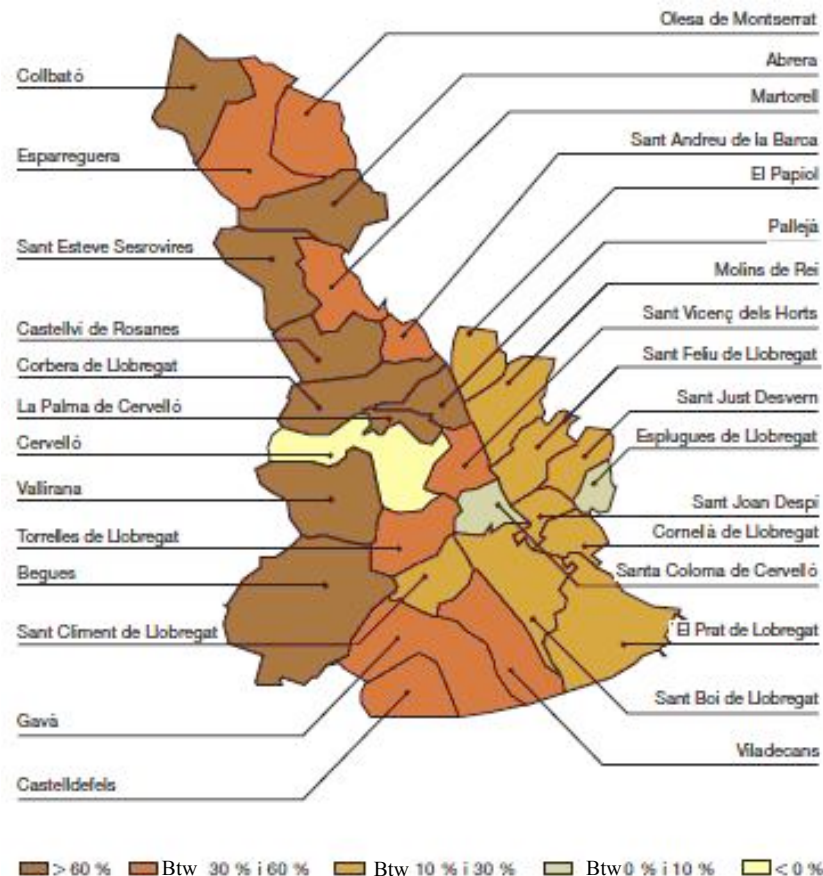 Olesa de Montserrat
Abrera
Collbató
Martorell
Sant Andreu de la Barca
Esparreguera
El Papiol
Pallejà
Sant Esteve Sesrovires
Molins de Rei
Sant Vicenç dels Horts
Castellví de Rosanes
Sant Feliu de Llobregat
Corbera de Llobregat
Sant Just Desvern
La Palma de Cervelló
Esplugues de Llobregat
Cervelló
Vallirana
Sant Joan Despí
Torrelles de Llobregat
Cornelà de Llobregat
Begues
Santa Coloma de Cervelló
Sant Climent de Llobregat
El Prat de Lobregat
Sant Boi de Llobregat
Gavà
Viladecans
Castelldefels
> 60 % Btw 30 % i 60 % Btw 10 % i 30 % Btw 0 % i 10 % < 0 %